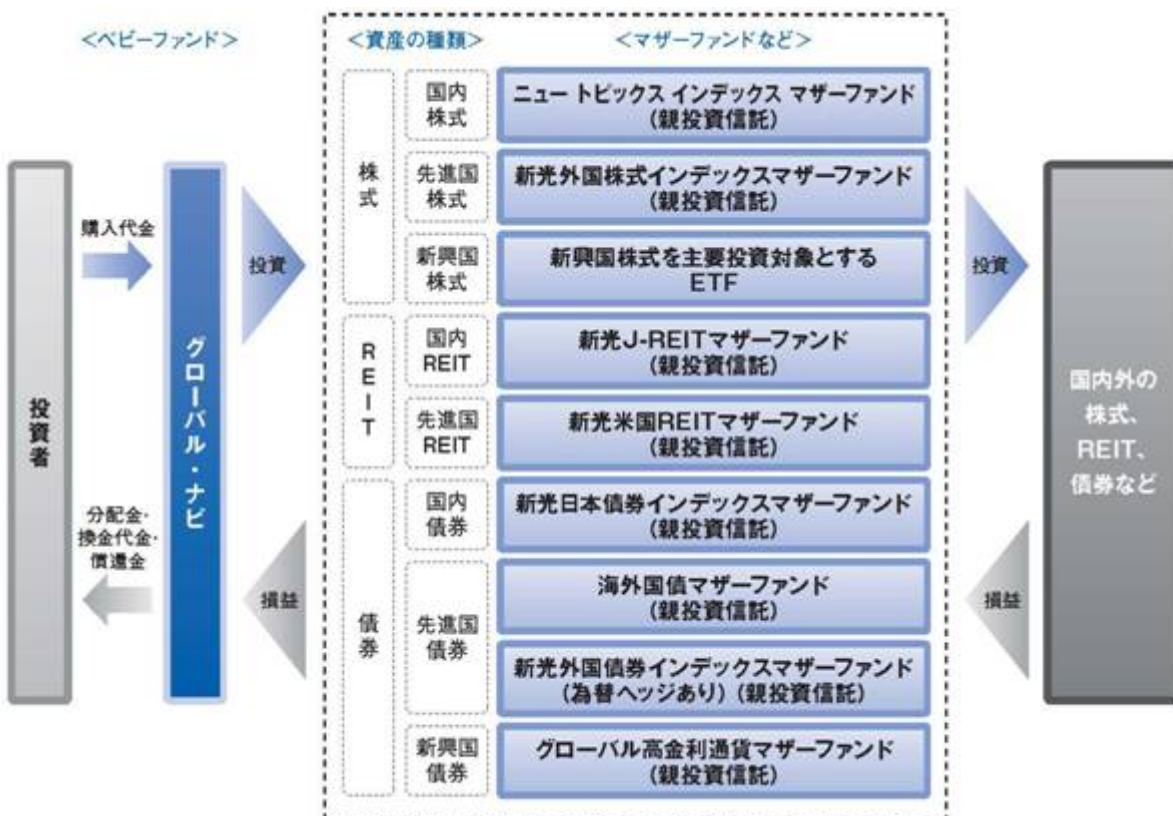 ＜ベビーファンド＞
＜資産の種類＞
＜マザーファンドなど＞
投資者
購入代金
分配金・
換金代金・
償還金
グローバル・ナビ
投資
損益
株式
国内
株式
ニュー トピックス インデックス マザーファンド
(親投資信託)
先進国
株式
新光外国株式インデックスマザーファンド
(親投資信託)
新興国
株式
新興国株式を主要投資対象とする
ETF
REIT
国内
REIT
新光J-REITマザーファンド
(親投資信託)
先進国
REIT
新光米国REITマザーファンド
(親投資信託)
債券
国内
債券
新光日本債券インデックスマザーファンド
(親投資信託)
先進国
債券
海外国債マザーファンド
(親投資信託)
新光外国債券インデックスマザーファンド
(為替ヘッジあり) (親投資信託)
新興国
債券
グローバル高金利通貨マザーファンド
(親投資信託)
投資
損益
国内外の
株式、
REIT、
債券など